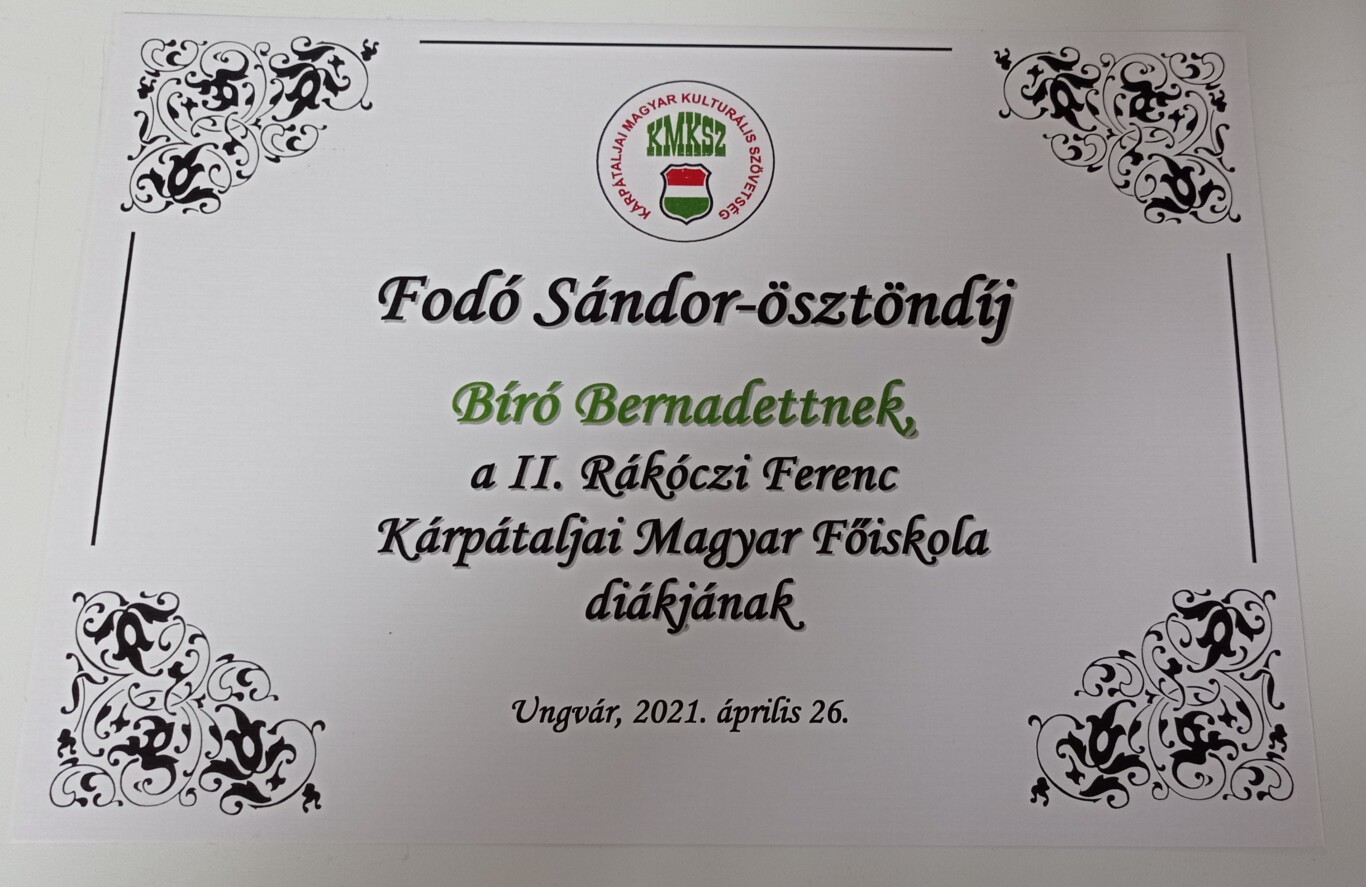 KÁRPÁTALJAI MAGYAR KULTURÁLIS SZÖVETSÉG
KMKSZ
Fodó Sándor-ösztöndíj
Bíró Bernadettnek,
a II. Rákóczi Ferenc
Kárpátaljai Magyar Főiskola
diákjának
Ungvár, 2021. április 26.